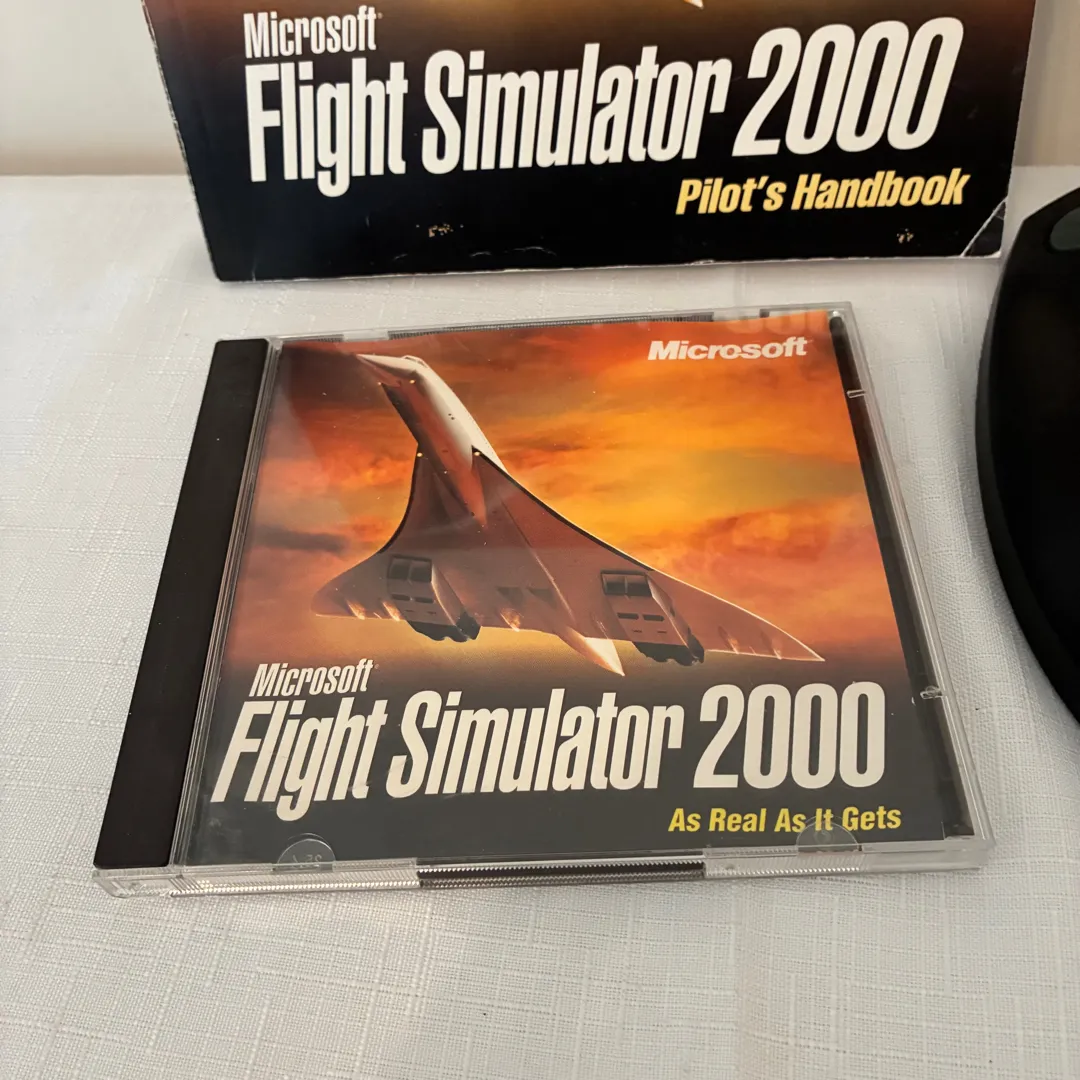 Microsoft
Flight Simulator 2000
Pilot's Handbook
Microsoft
Microsoft
Flight Simulator 2000
As Real As It Gets